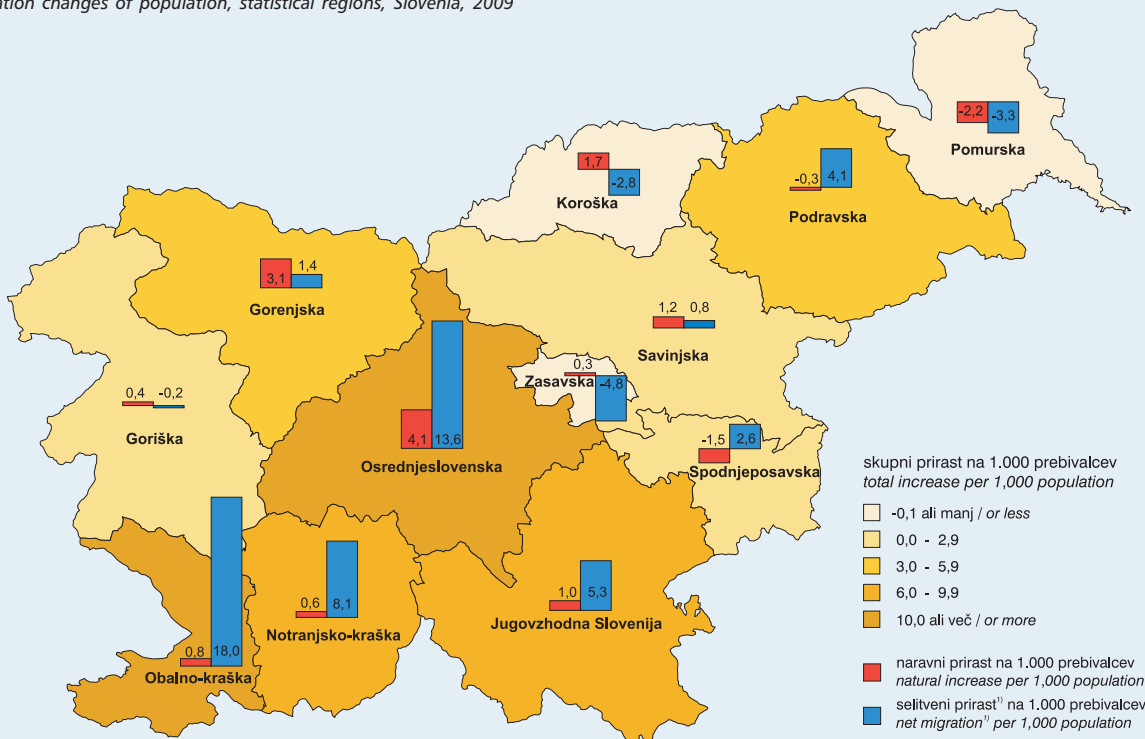 ation changes of population, statistical regions, Slovenia, 2009
-2,2 -3,3
Pomurska
1,7
-2,8
Koroška
-0,3 4,1
Podravska
3,1 1,4
Gorenjska
1,2 0,8
Savinjska
0,3
Zasavska -4,8
0,4 -0,2
Goriška
4,1 13,6
Osrednjeslovenska
-1,5 2,6
Spodnjeposavska
0,6 8,1
Notranjsko-kraška
1,0 5,3
Jugovzhodna Slovenija
0,8 18,0
Obalno-kraška
skupni prirast na 1.000 prebivalcev
total increase per 1,000 population
-0,1 ali manj / or less
0,0 - 2,9
3,0 - 5,9
6,0 - 9,9
10,0 ali več / or more
naravni prirast na 1.000 prebivalcev
natural increase per 1,000 population
selitveni prirast¹⁾ na 1.000 prebivalcev
net migration¹⁾ per 1,000 population